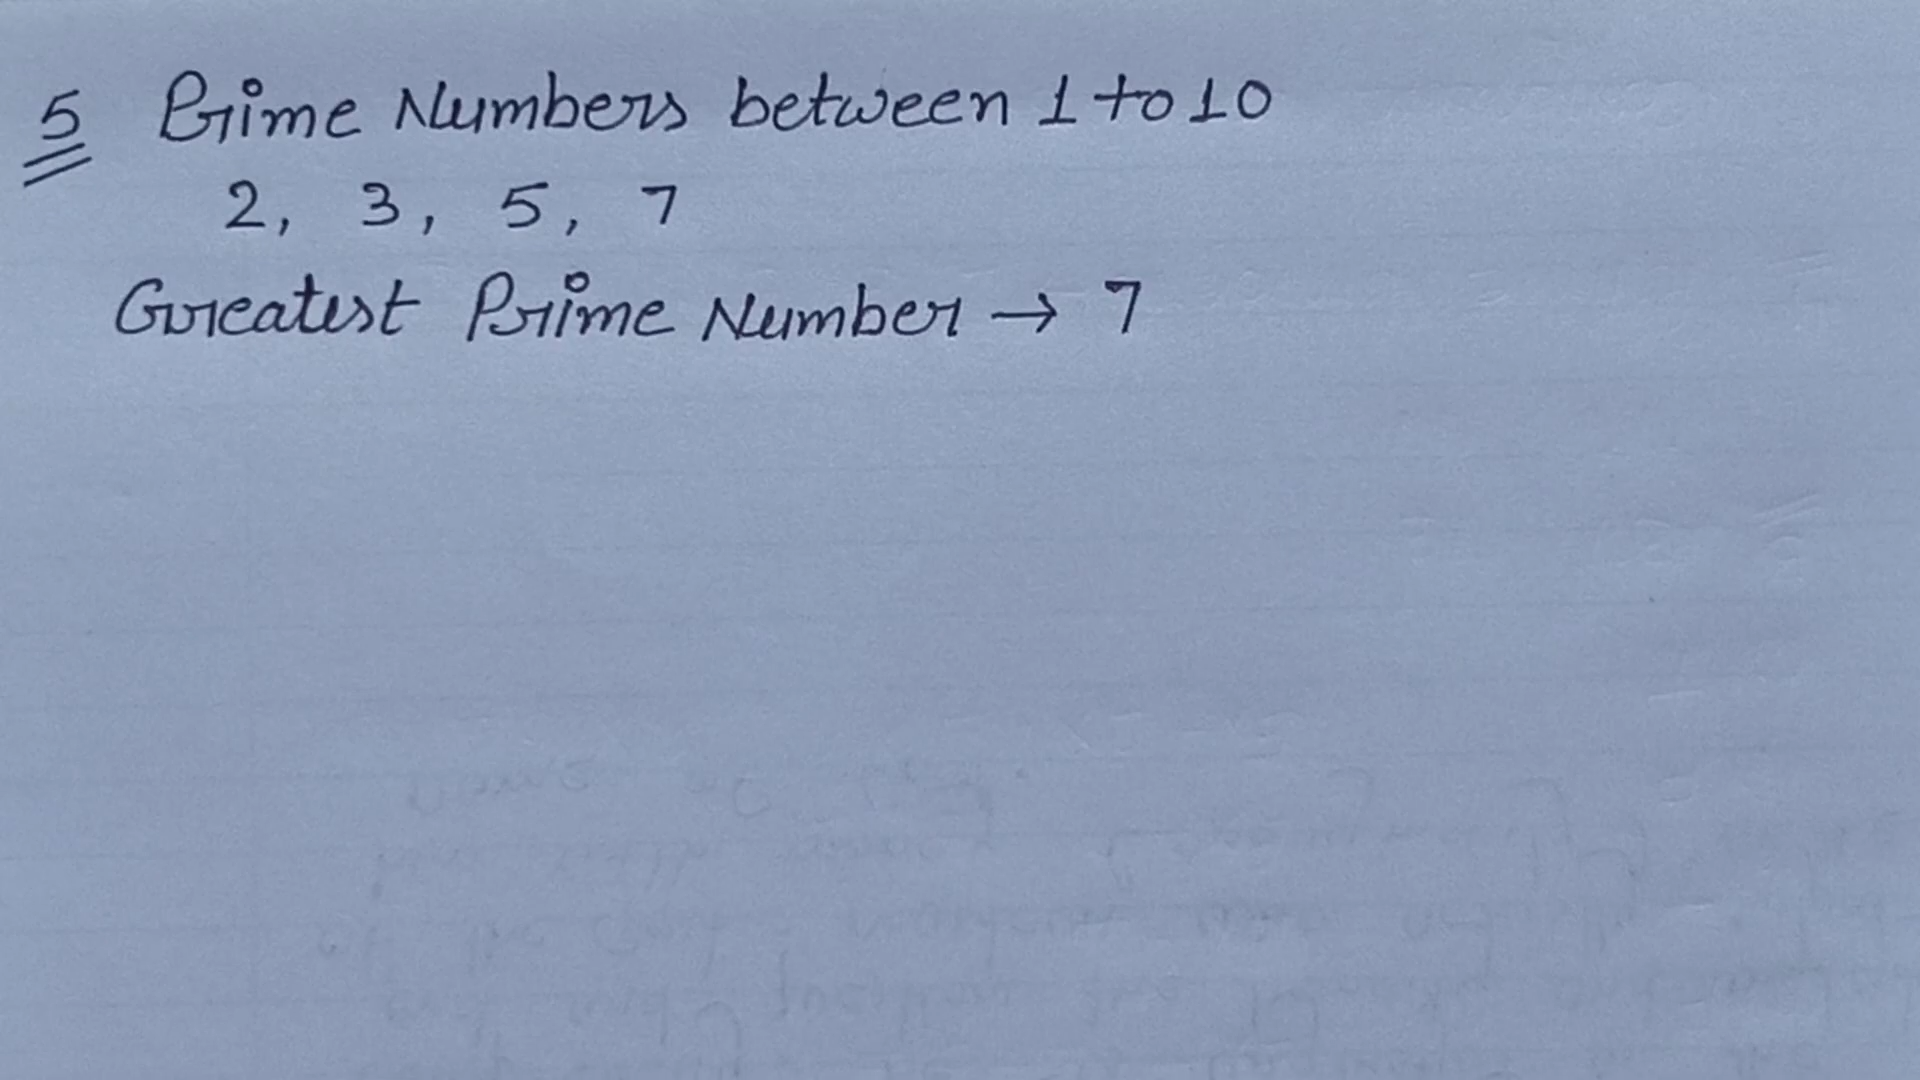 5 Prime Numbers between 1 to 10
2, 3, 5, 7
Greatest Prime Number → 7